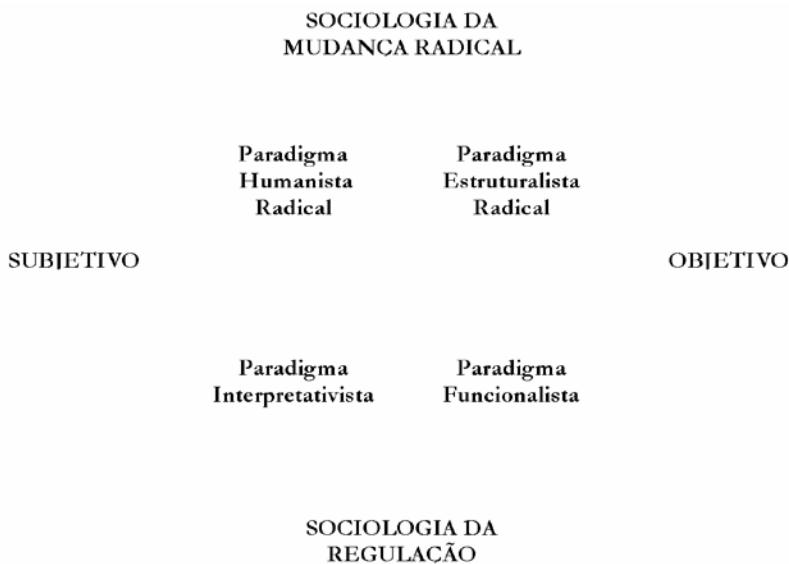 SOCIOLOGIA DA
MUDANÇA RADICAL
Paradigma
Humanista
Radical
Paradigma
Estruturalista
Radical
SUBJETIVO
OBJETIVO
Paradigma
Interpretativista
Paradigma
Funcionalista
SOCIOLOGIA DA
REGULAÇÃO